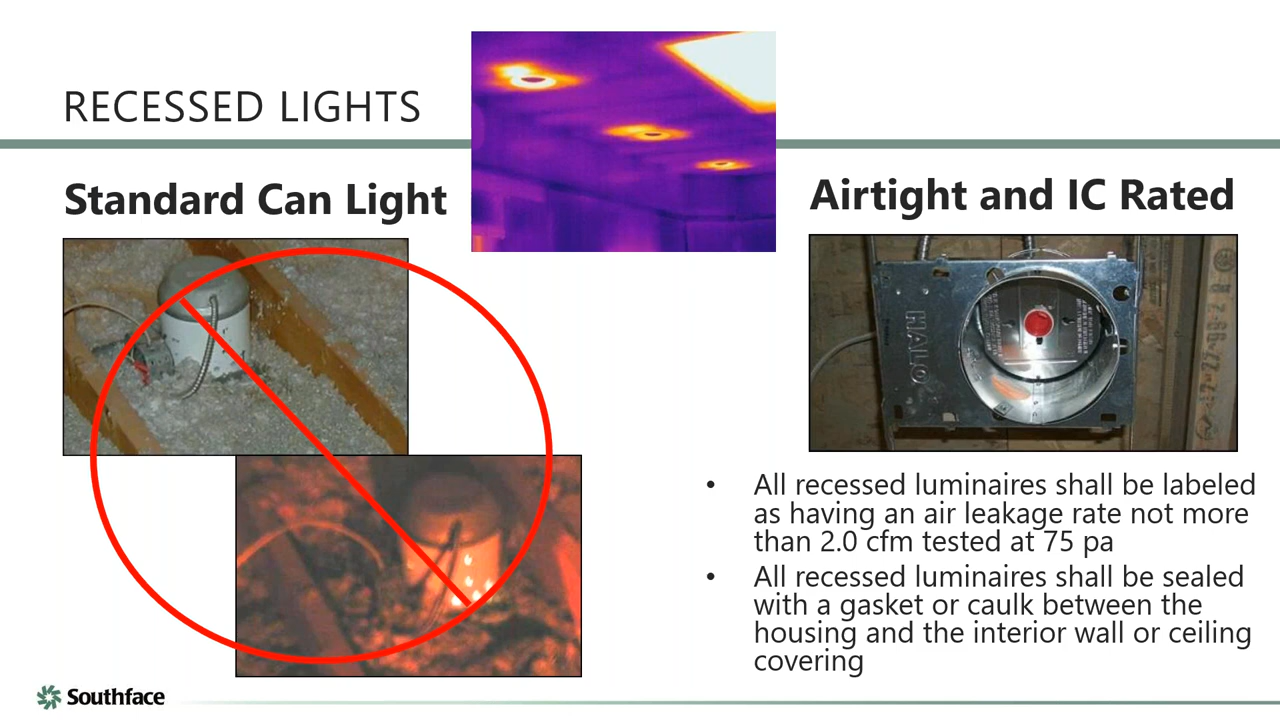 RECESSED LIGHTS
Standard Can Light
Airtight and IC Rated
HALO
• All recessed luminaires shall be labeled
as having an air leakage rate not more
than 2.0 cfm tested at 75 pa
• All recessed luminaires shall be sealed
with a gasket or caulk between the
housing and the interior wall or ceiling
covering
Southface